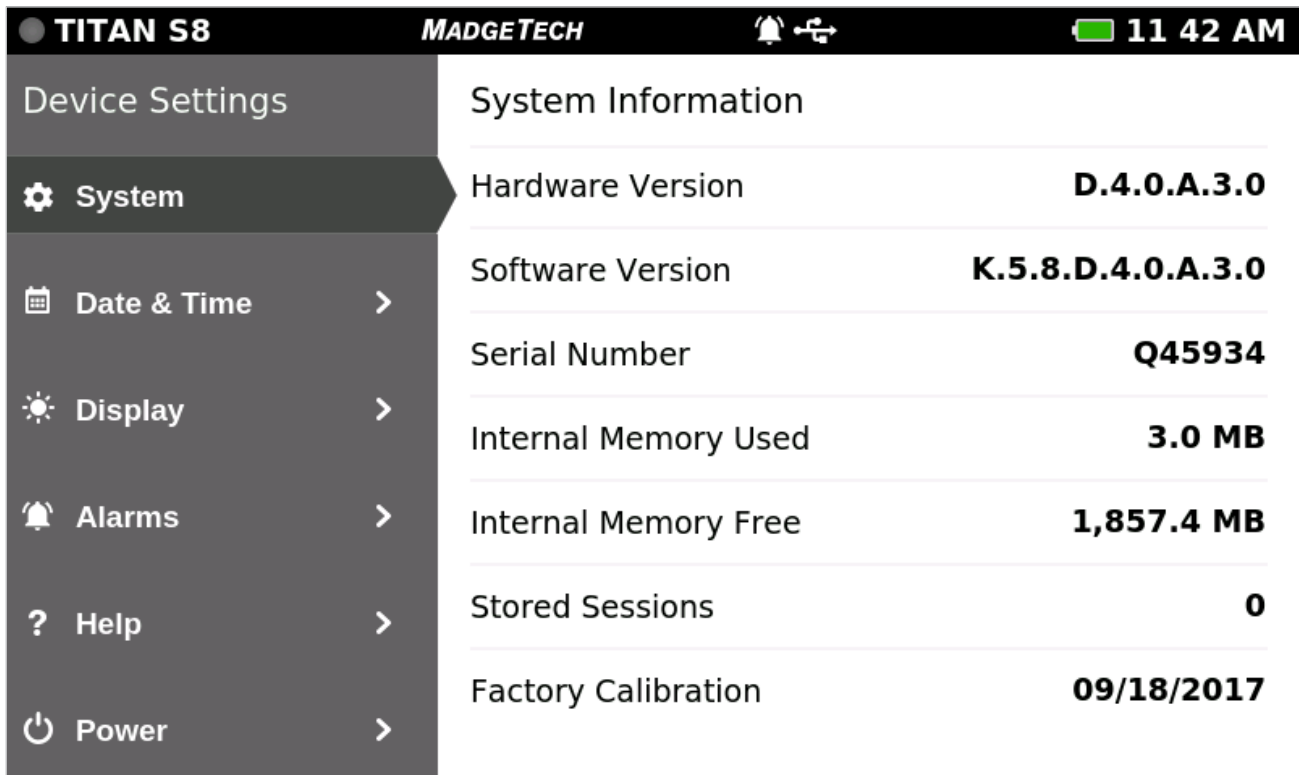 TITAN S8 MADGETECH 11 42 AM
Device Settings
System
Date & Time
Display
Alarms
? Help
Power
System Information
Hardware Version D.4.0.A.3.0
Software Version K.5.8.D.4.0.A.3.0
Serial Number Q45934
Internal Memory Used 3.0 MB
Internal Memory Free 1,857.4 MB
Stored Sessions 0
Factory Calibration 09/18/2017